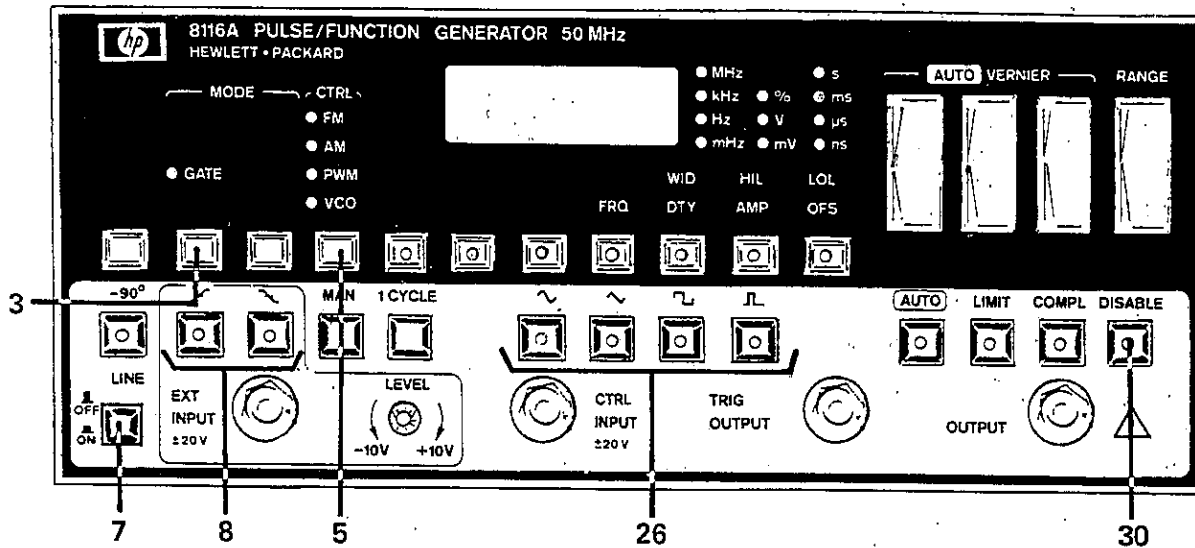 hp
8116A PULSE/FUNCTION GENERATOR 50 MHz
HEWLETT • PACKARD
MODE
CTRL
FM
AM
GATE
PWM
VCO
MHz
s
kHz
%
ms
Hz
V
µs
mHz
mV
ns
AUTO VERNIER
RANGE
WID
HIL
LOL
FRQ
DTY
AMP
OFS
3
-90°
MAN
1 CYCLE
AUTO
LIMIT
COMPL
DISABLE
LINE
OFF
ON
EXT
INPUT
±20V
LEVEL
-10V
+10V
CTRL
INPUT
±20V
TRIG
OUTPUT
OUTPUT
7
8
5
26
30